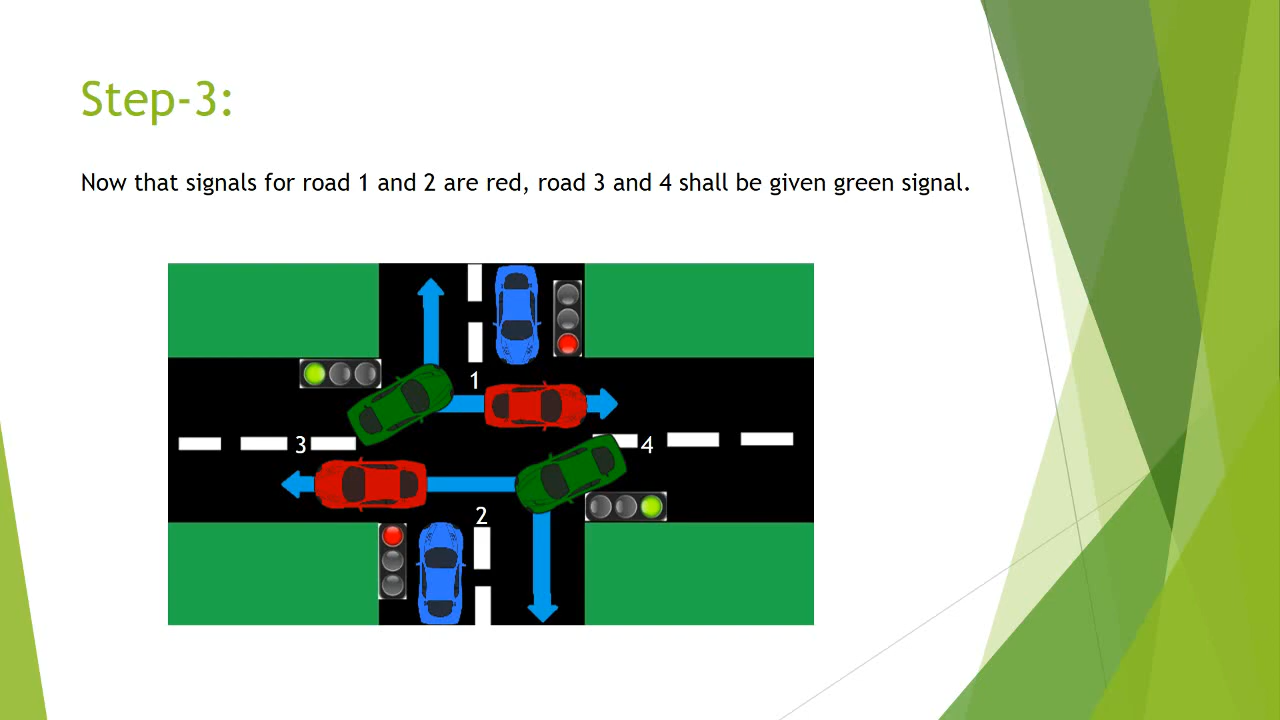 Step-3:
Now that signals for road 1 and 2 are red, road 3 and 4 shall be given green signal.
1
3
4
2